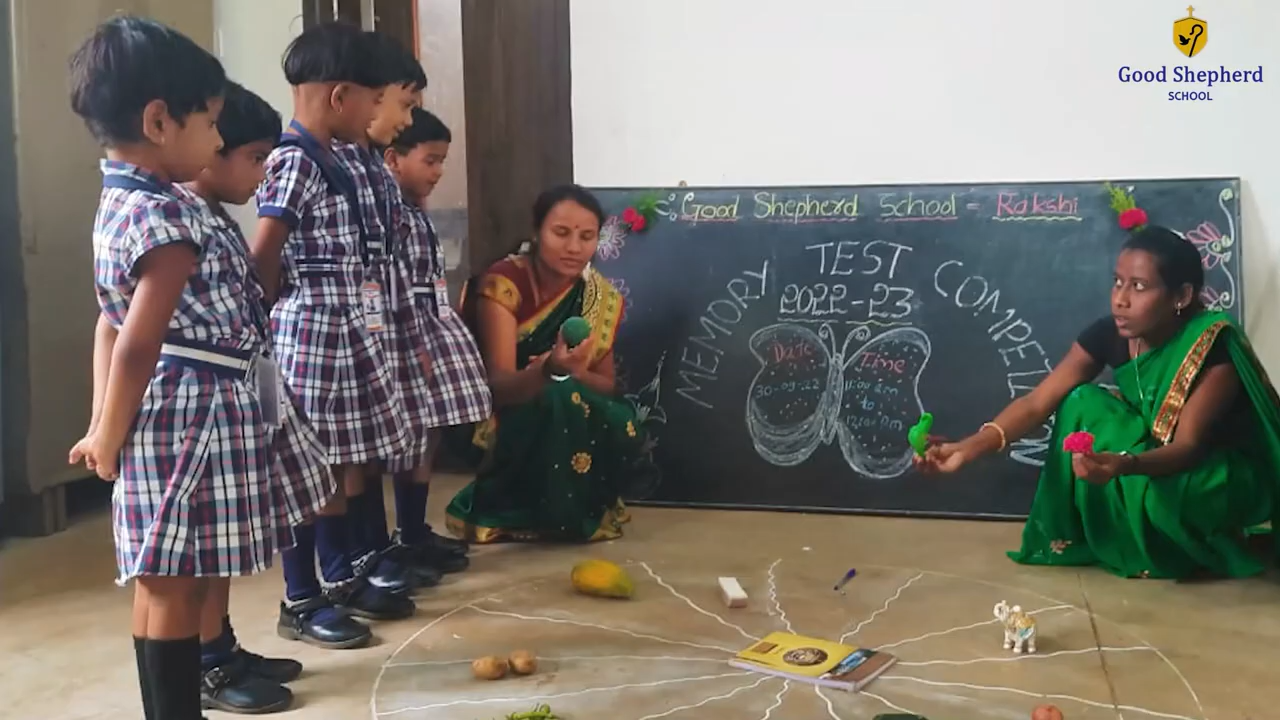 Good Shepherd
SCHOOL
Good Shepherd School - Rakshi
MEMORY TEST COMPETITION
2022-23
Date
30-09-22
Time
11:00 am
to
12:00 pm